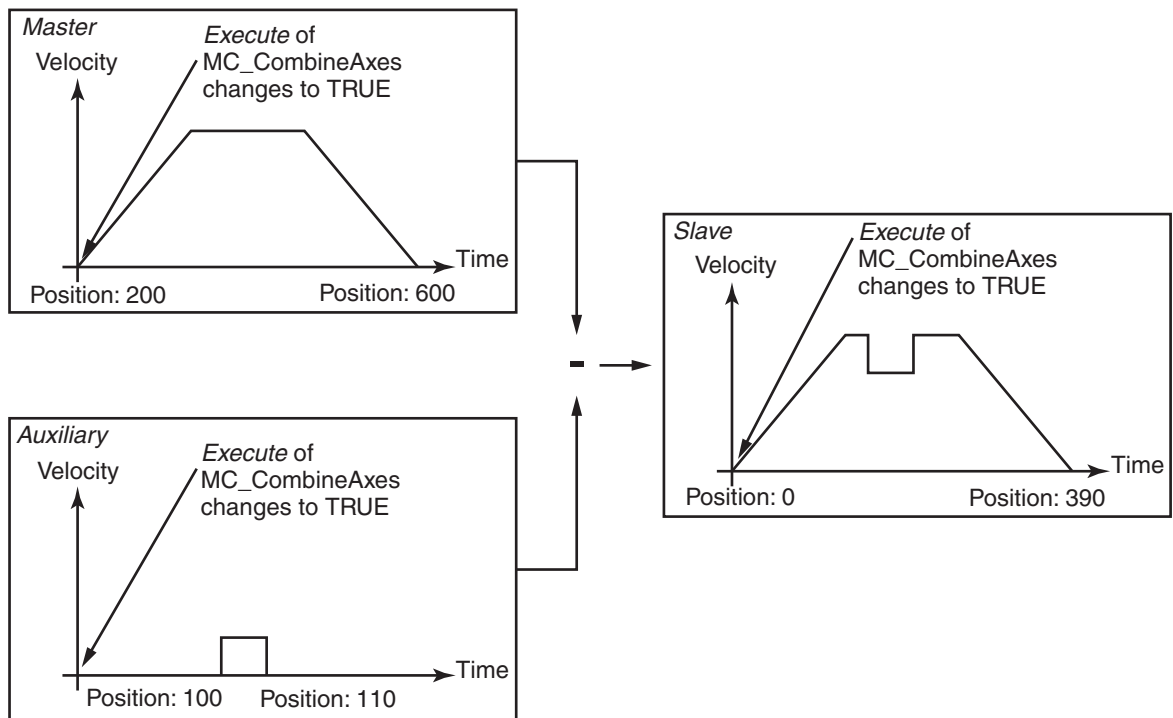 Master
Velocity
Execute of
MC_CombineAxes
changes to TRUE
Time
Position: 200
Position: 600
-
Slave
Velocity
Execute of
MC_CombineAxes
changes to TRUE
Time
Position: 0
Position: 390
Auxiliary
Velocity
Execute of
MC_CombineAxes
changes to TRUE
Time
Position: 100
Position: 110